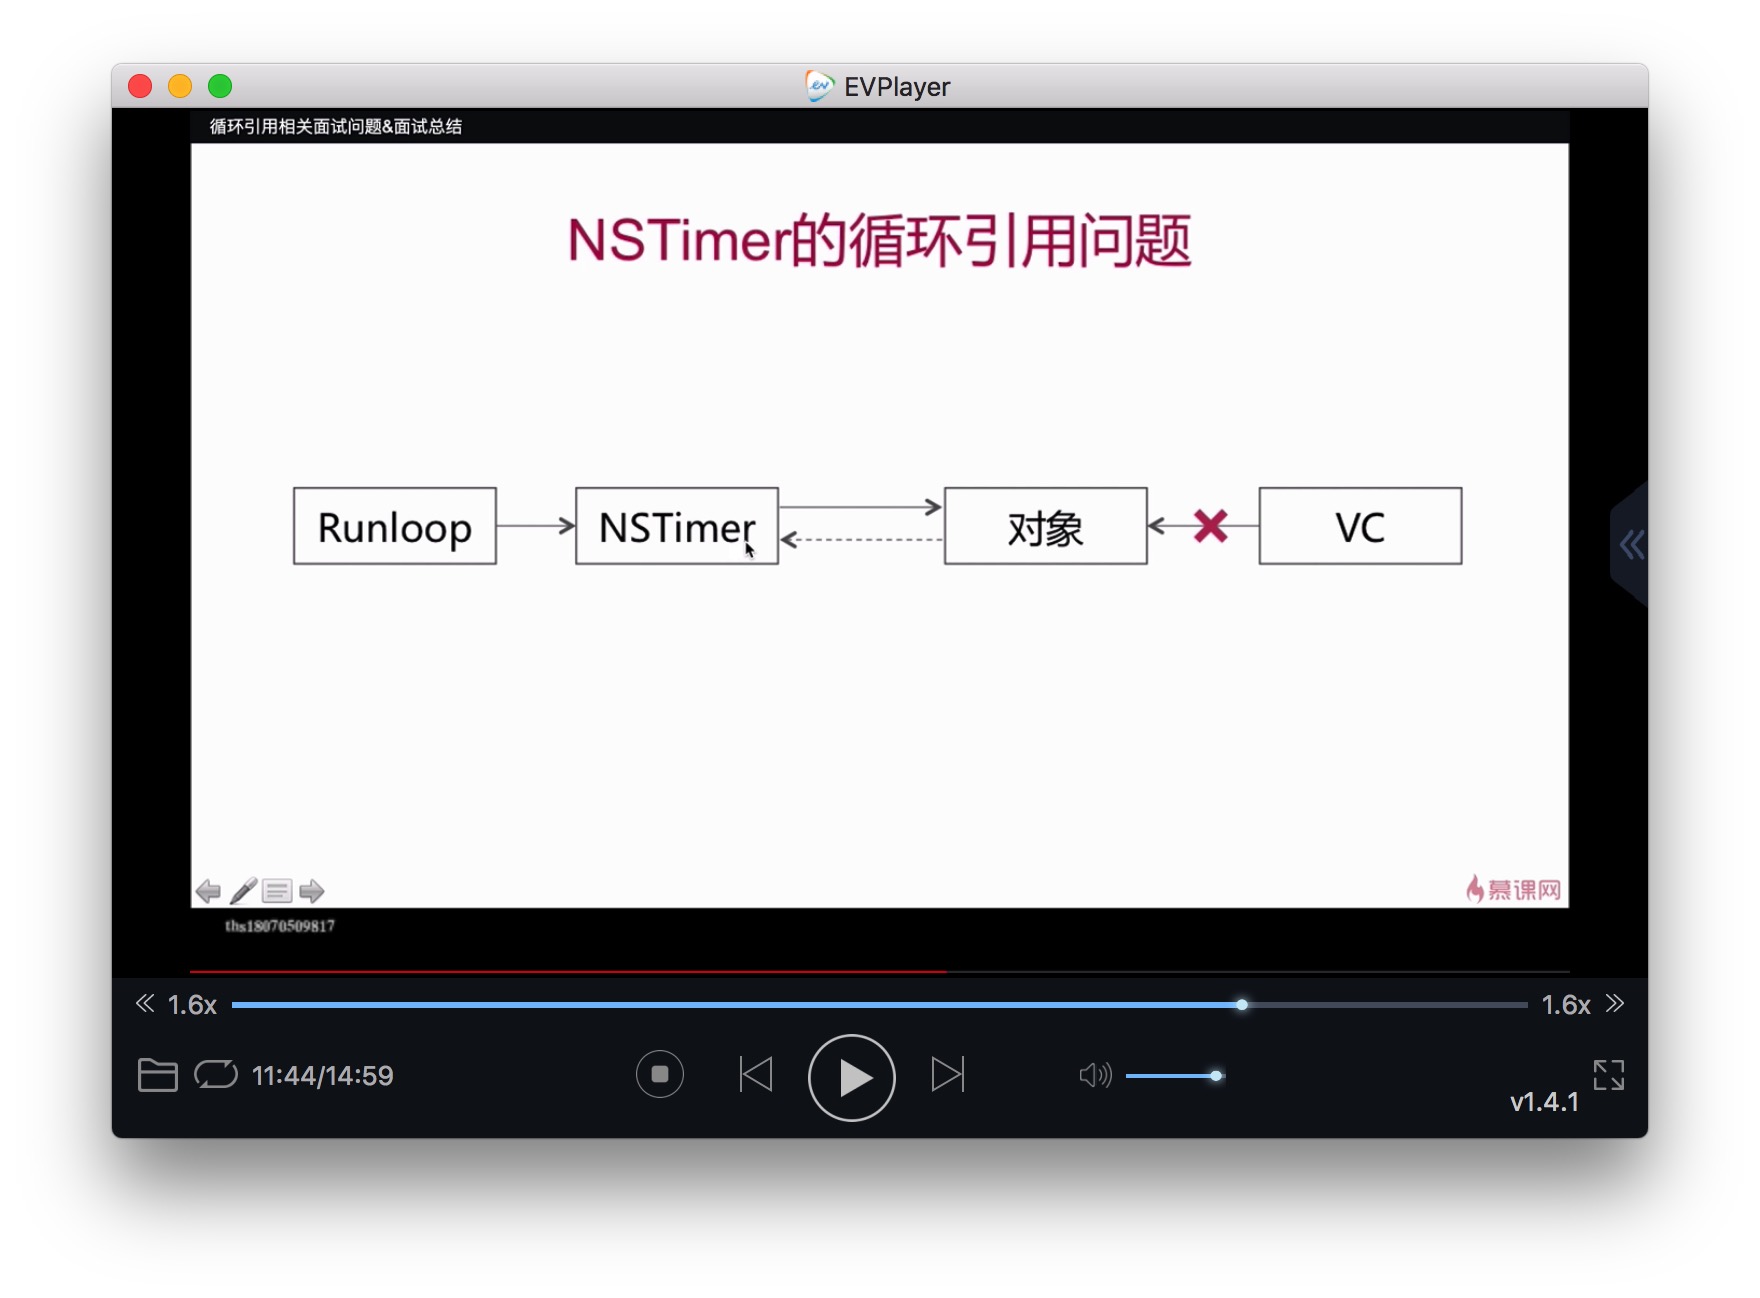 EVPlayer
循环引用相关面试问题&面试总结
NSTimer的循环引用问题
Runloop
NSTimer
对象
VC
慕课网
ths18070509817
1.6x
1.6x
11:44/14:59
v1.4.1